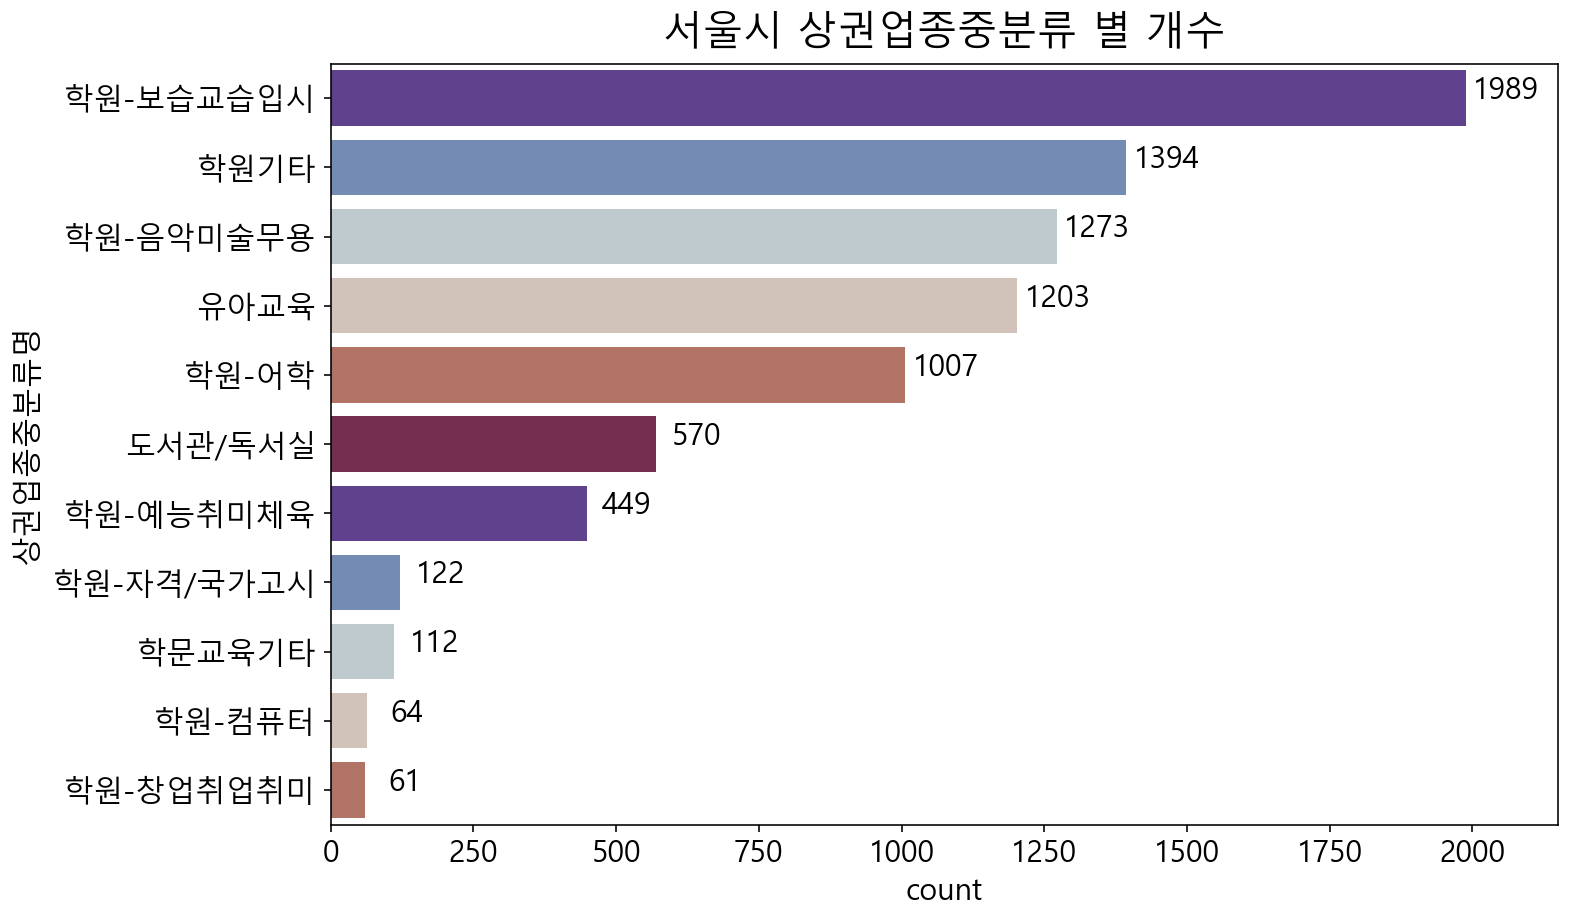 서울시 상권업종중분류 별 개수
상권업종중분류명
학원-보습교습입시 1989
학원기타 1394
학원-음악미술무용 1273
유아교육 1203
학원-어학 1007
도서관/독서실 570
학원-예능취미체육 449
학원-자격/국가고시 122
학문교육기타 112
학원-컴퓨터 64
학원-창업취업취미 61
0 250 500 750 1000 1250 1500 1750 2000
count